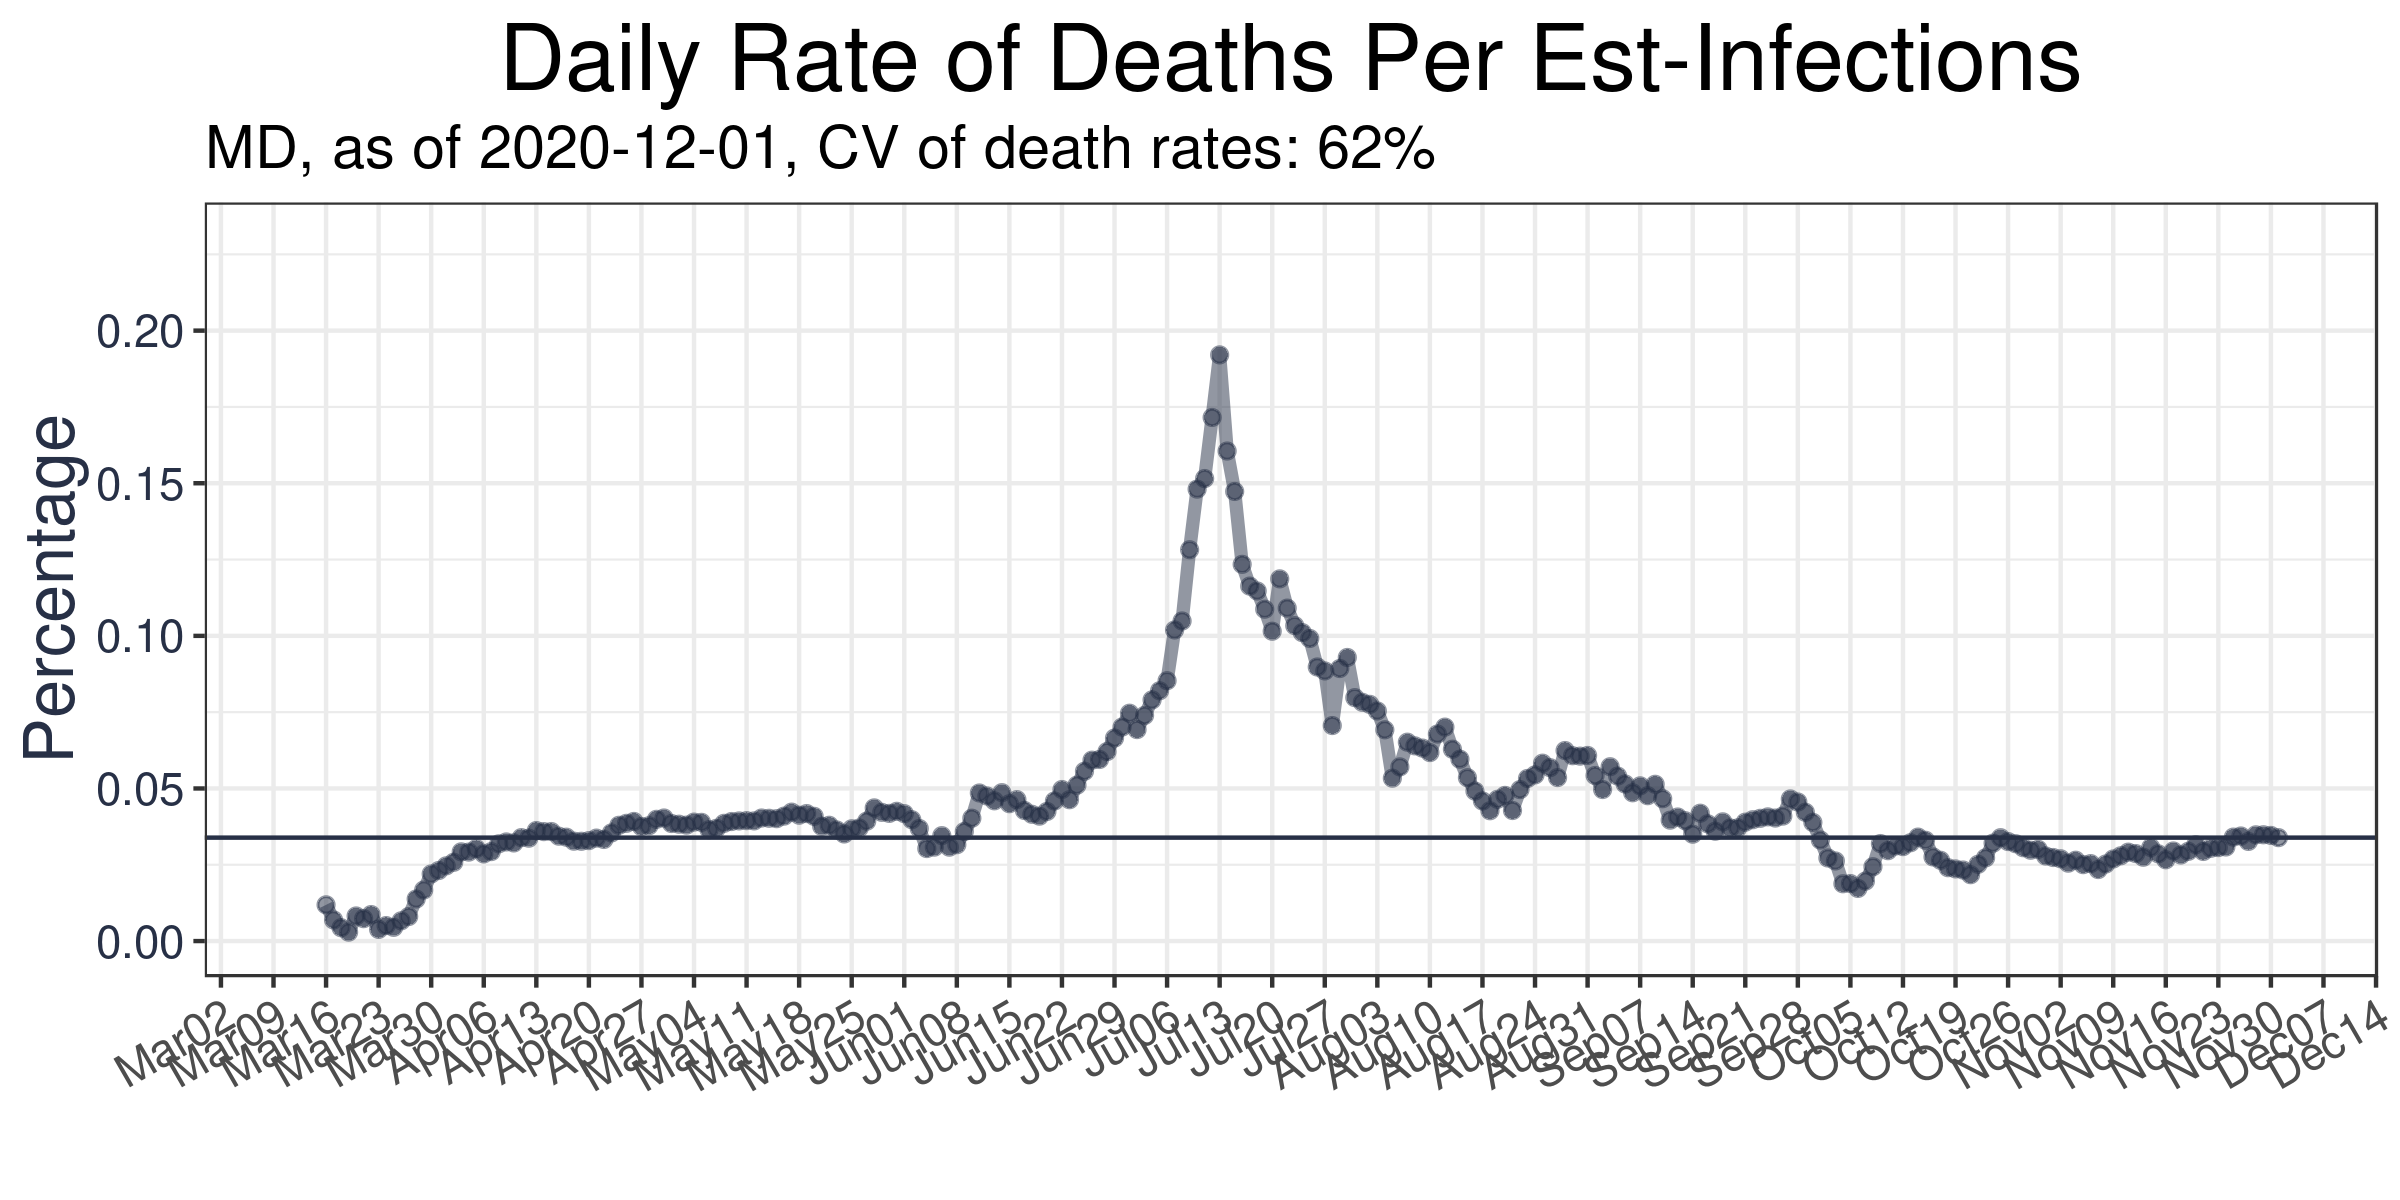 Daily Rate of Deaths Per Est-Infections
MD, as of 2020-12-01, CV of death rates: 62%
Percentage
0.20
0.15
0.10
0.05
0.00
Mar02
Mar09
Mar16
Mar23
Mar30
Apr06
Apr13
Apr20
Apr27
May04
May11
May18
May25
Jun01
Jun08
Jun15
Jun22
Jun29
Jul06
Jul13
Jul20
Jul27
Aug03
Aug10
Aug17
Aug24
Aug31
Sep07
Sep14
Sep21
Sep28
Oct05
Oct12
Oct19
Oct26
Nov02
Nov09
Nov16
Nov23
Nov30
Dec07
Dec14